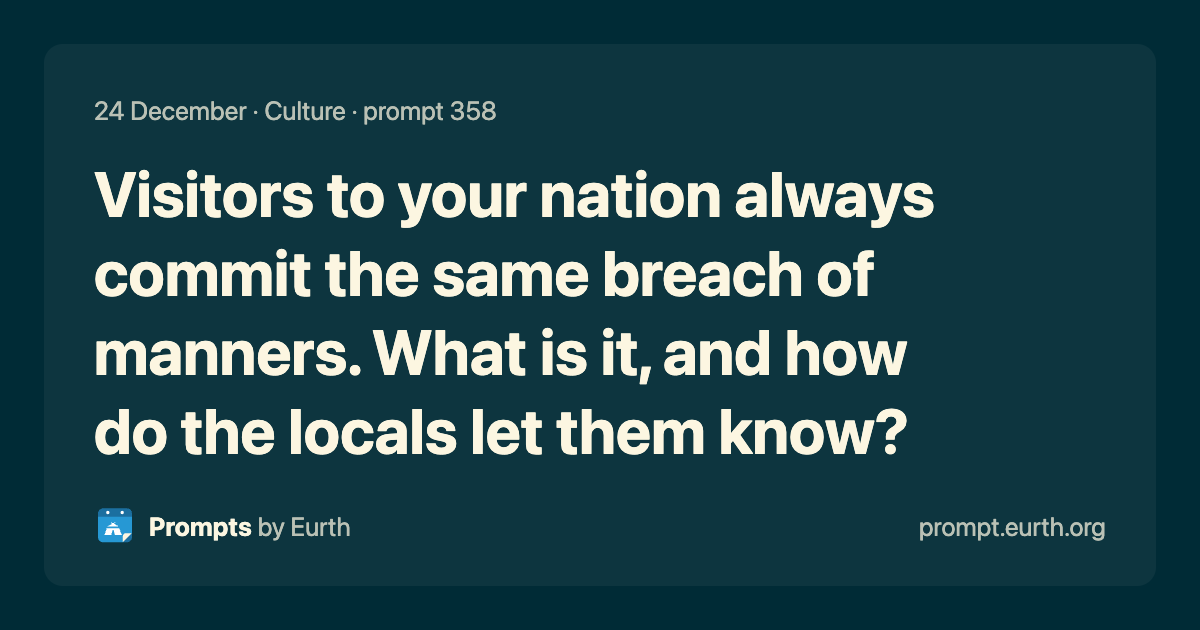 24 December · Culture · prompt 358
Visitors to your nation always
commit the same breach of
manners. What is it, and how
do the locals let them know?
Prompts by Eurth
prompt.eurth.org